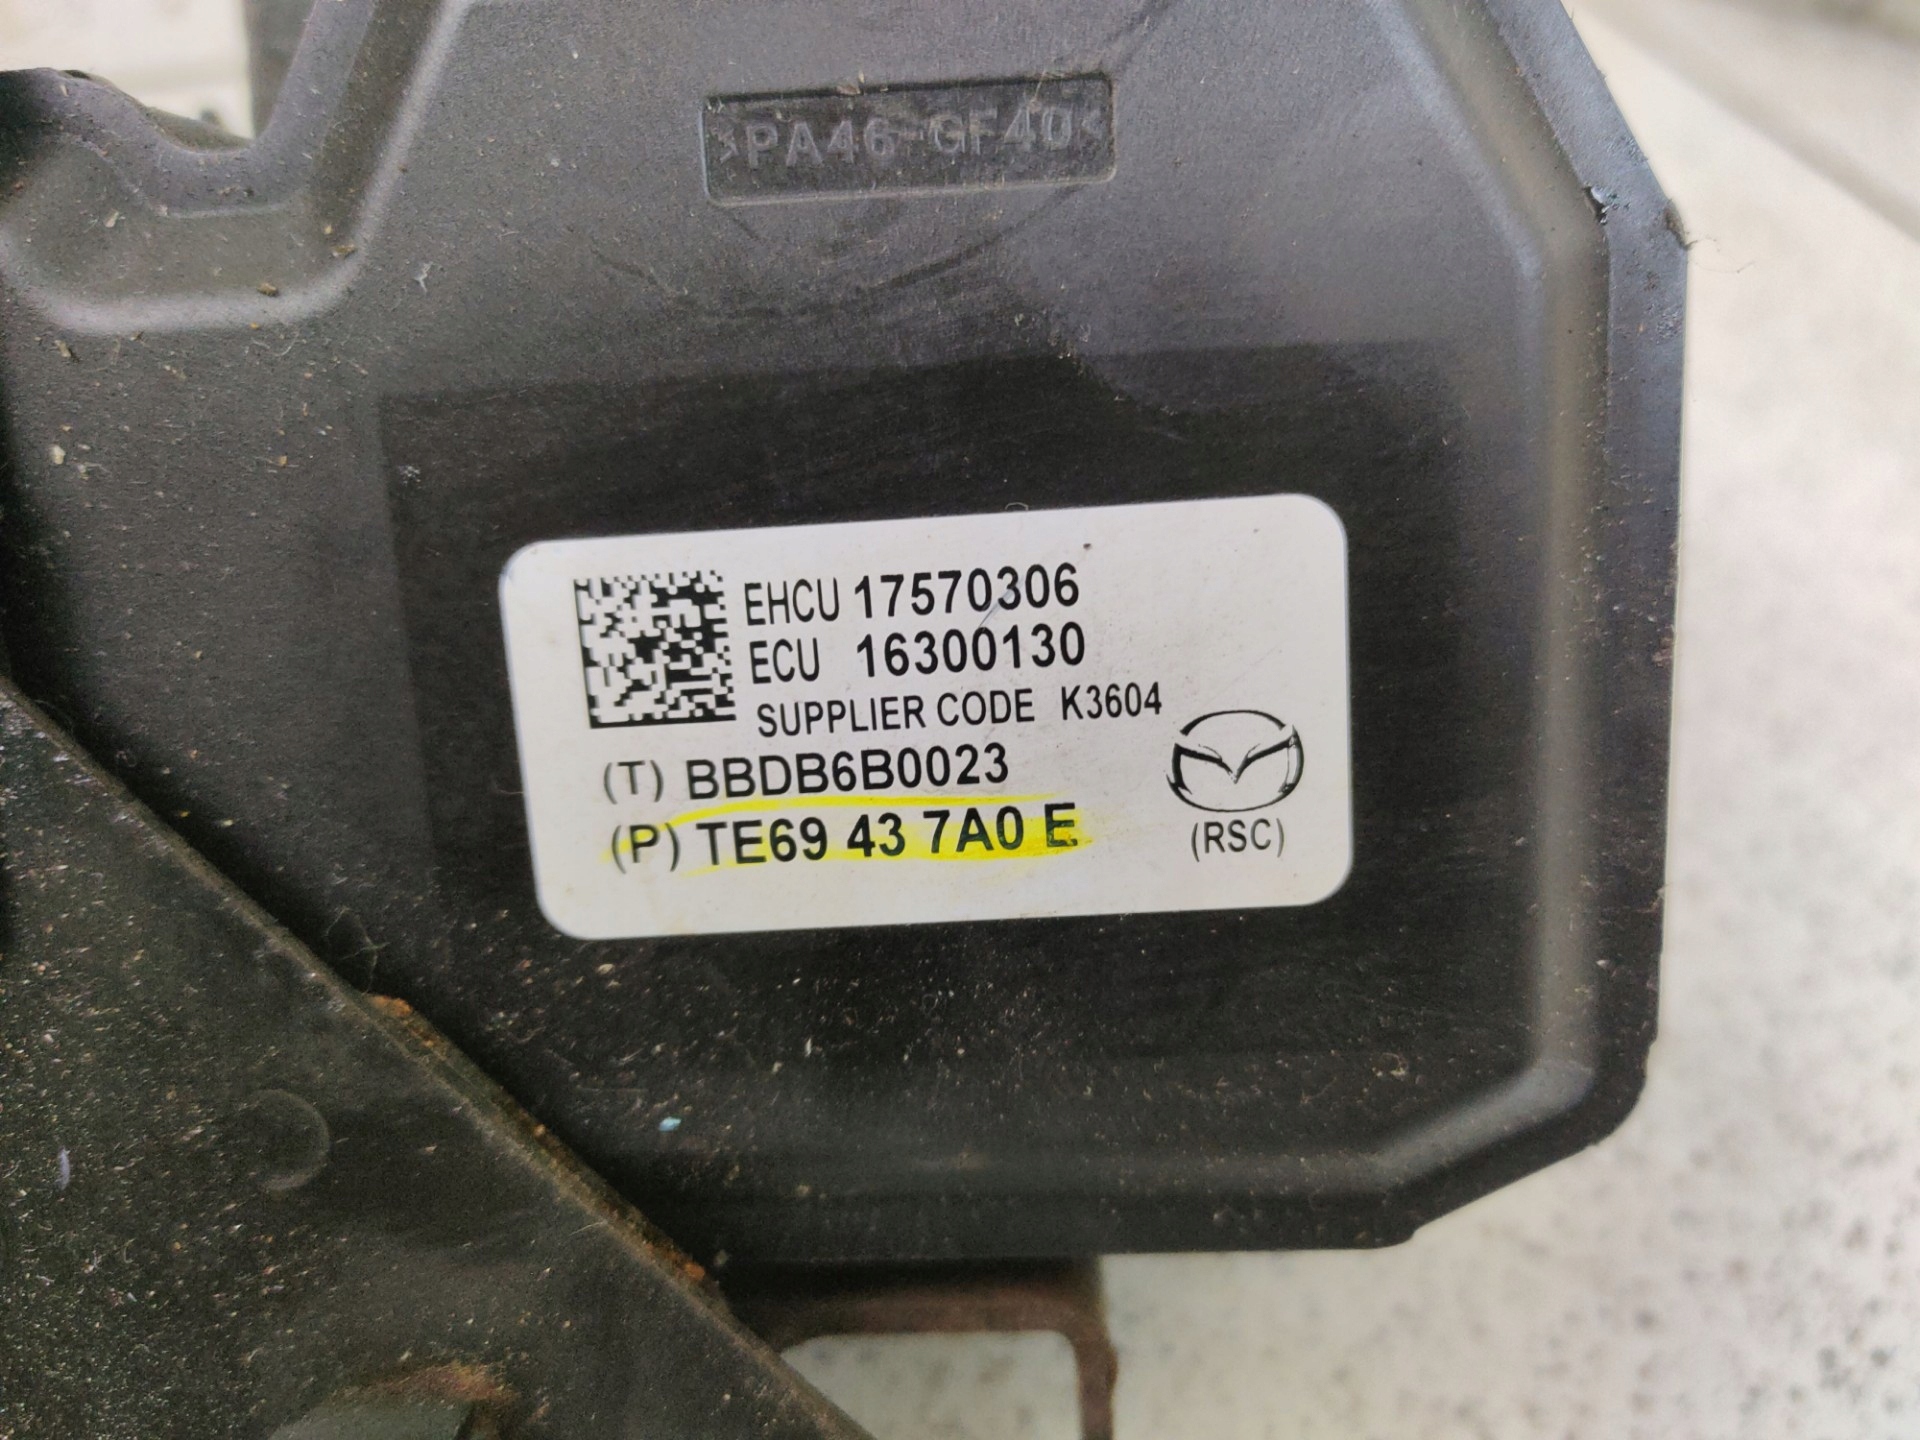 >PA46-GF40<
EHCU 17570306
ECU 16300130
SUPPLIER CODE K3604
(T) BBDB6B0023
(P) TE69 43 7A0 E
(RSC)